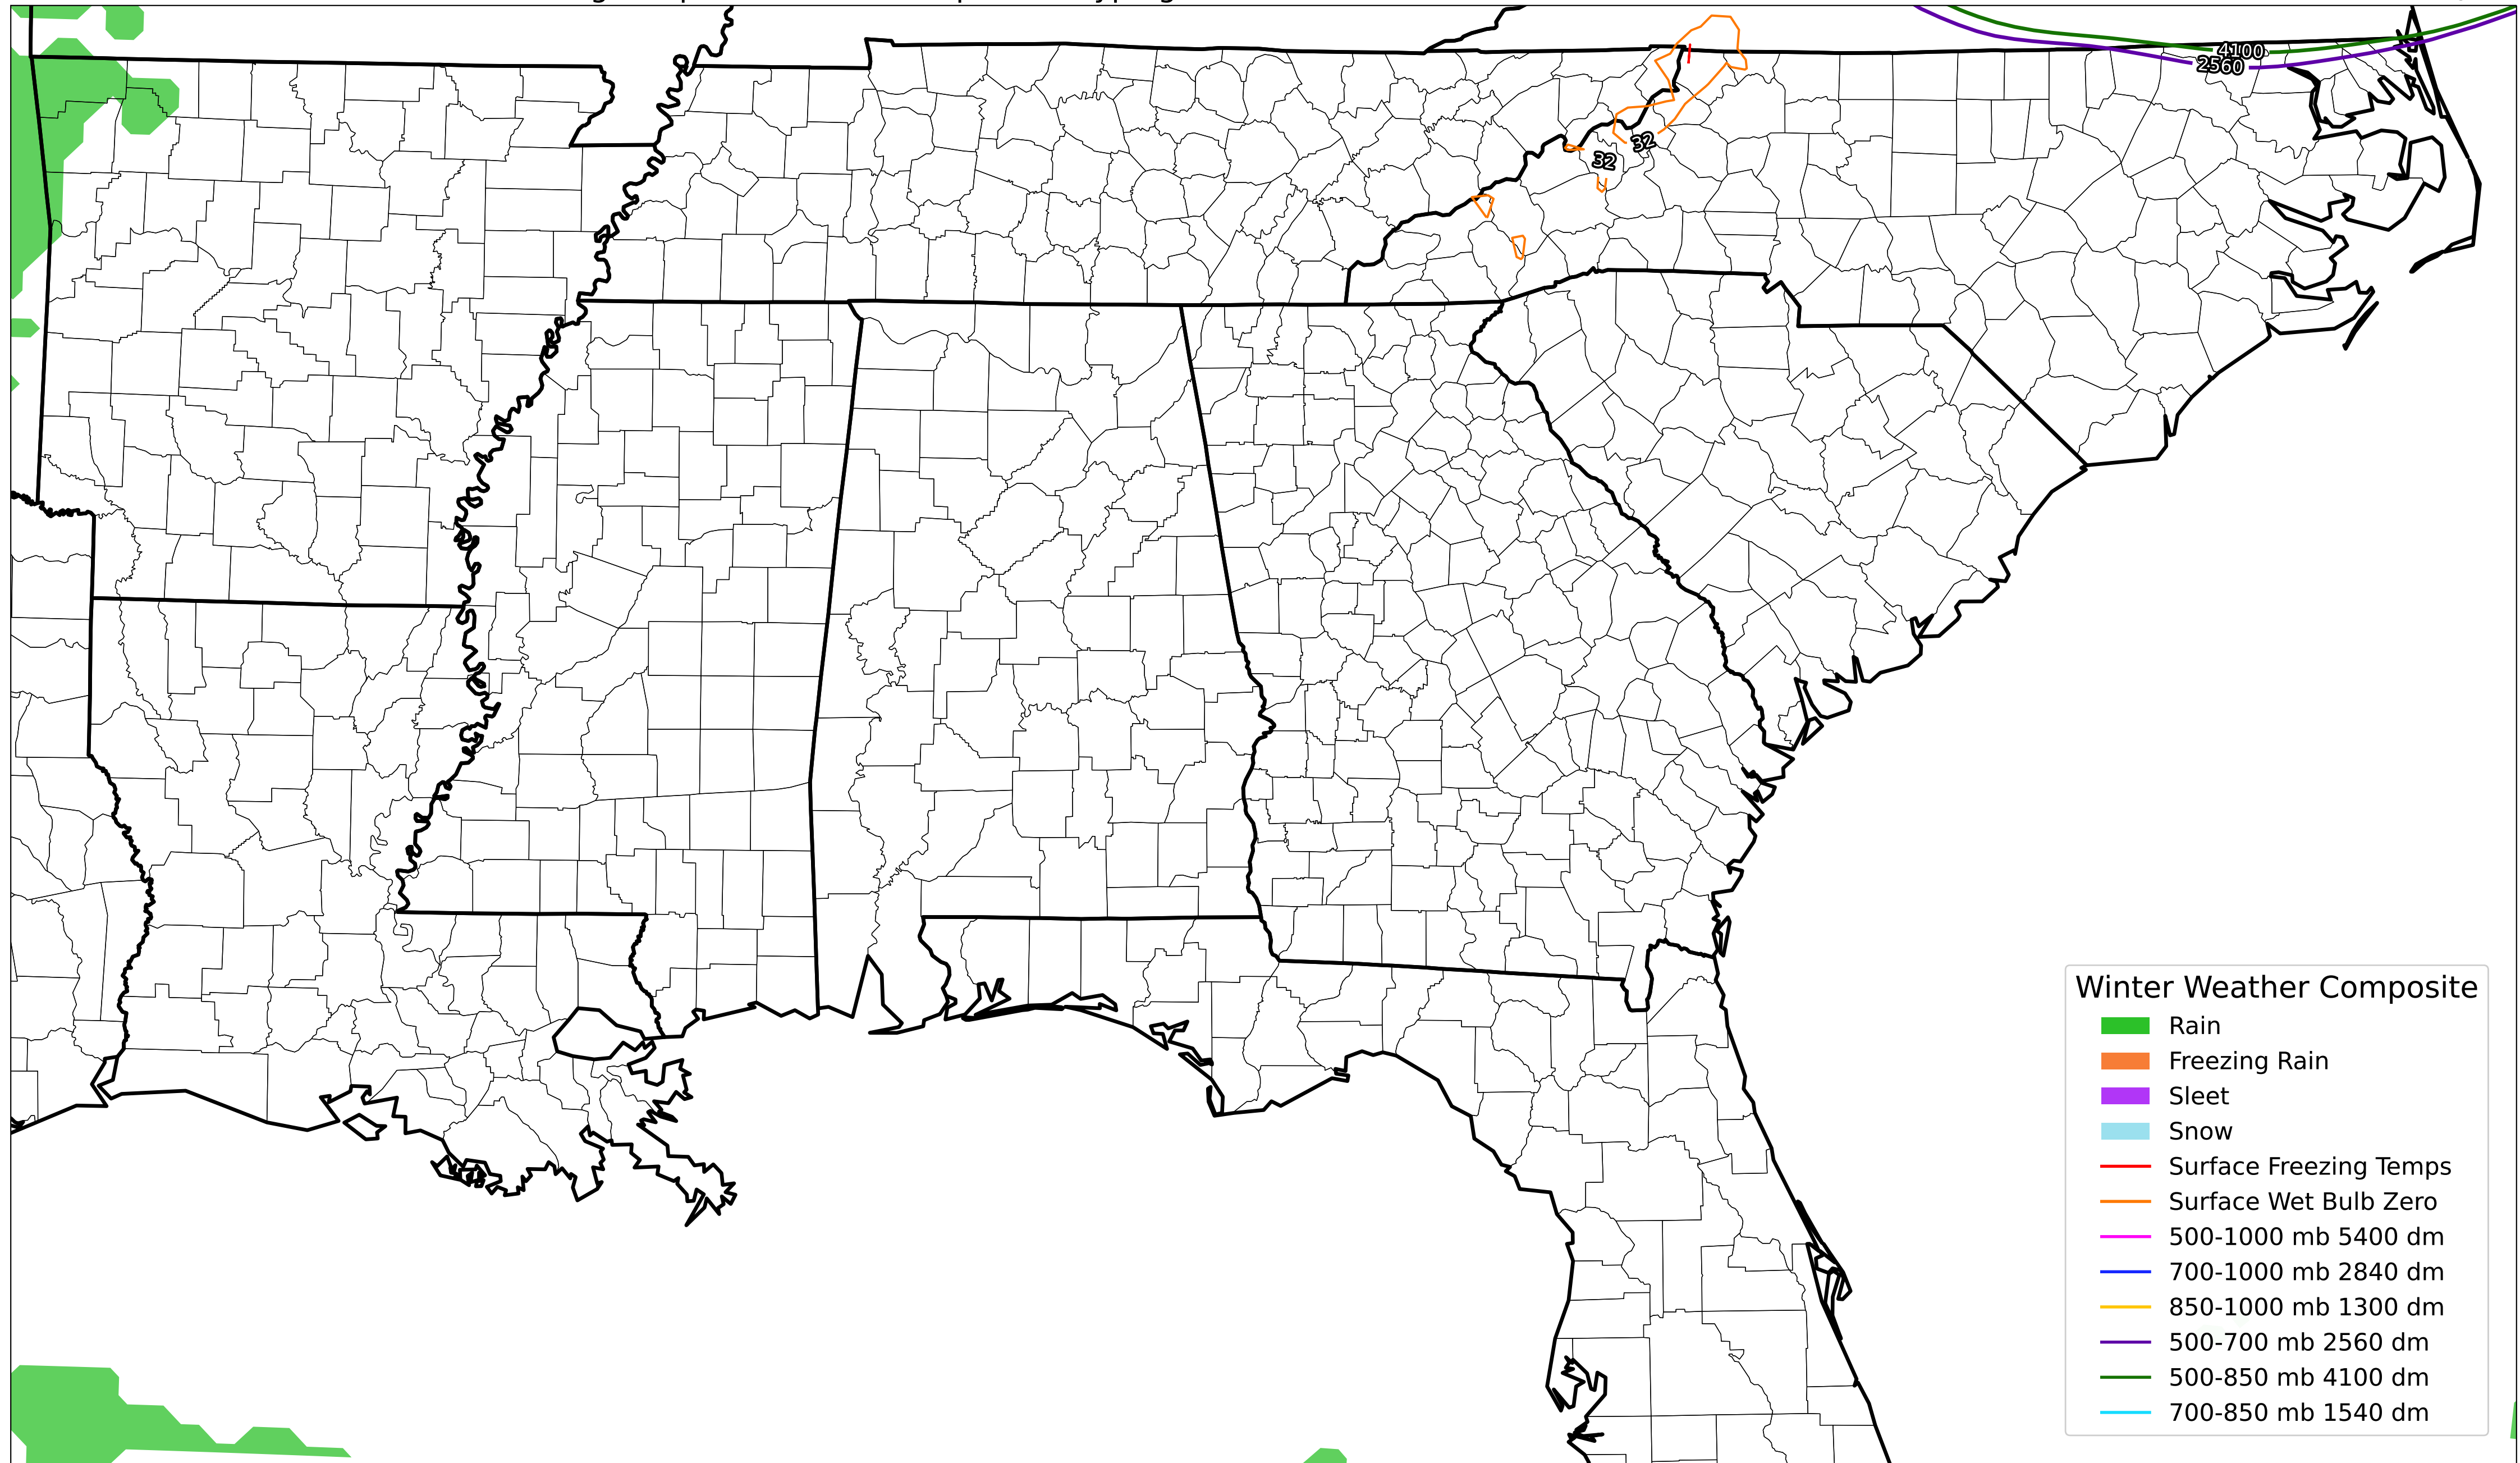 4100
2560
32
32
Winter Weather Composite
Rain
Freezing Rain
Sleet
Snow
Surface Freezing Temps
Surface Wet Bulb Zero
500-1000 mb 5400 dm
700-1000 mb 2840 dm
850-1000 mb 1300 dm
500-700 mb 2560 dm
500-850 mb 4100 dm
700-850 mb 1540 dm